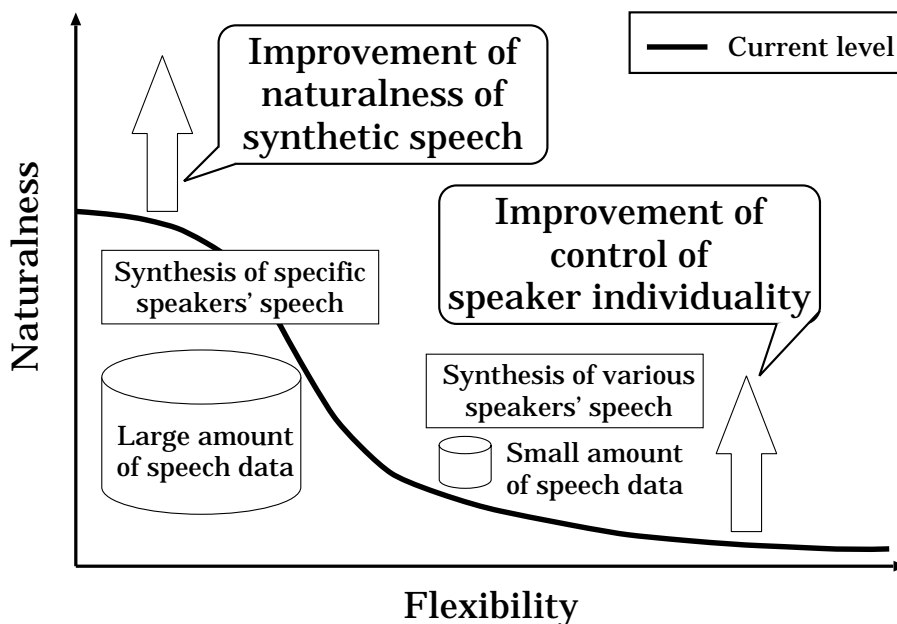 Improvement of
naturalness of
synthetic speech
Current level
Naturalness
Improvement of
control of
speaker individuality
Synthesis of specific
speakers’ speech
Synthesis of various
speakers’ speech
Large amount
of speech data
Small amount
of speech data
Flexibility